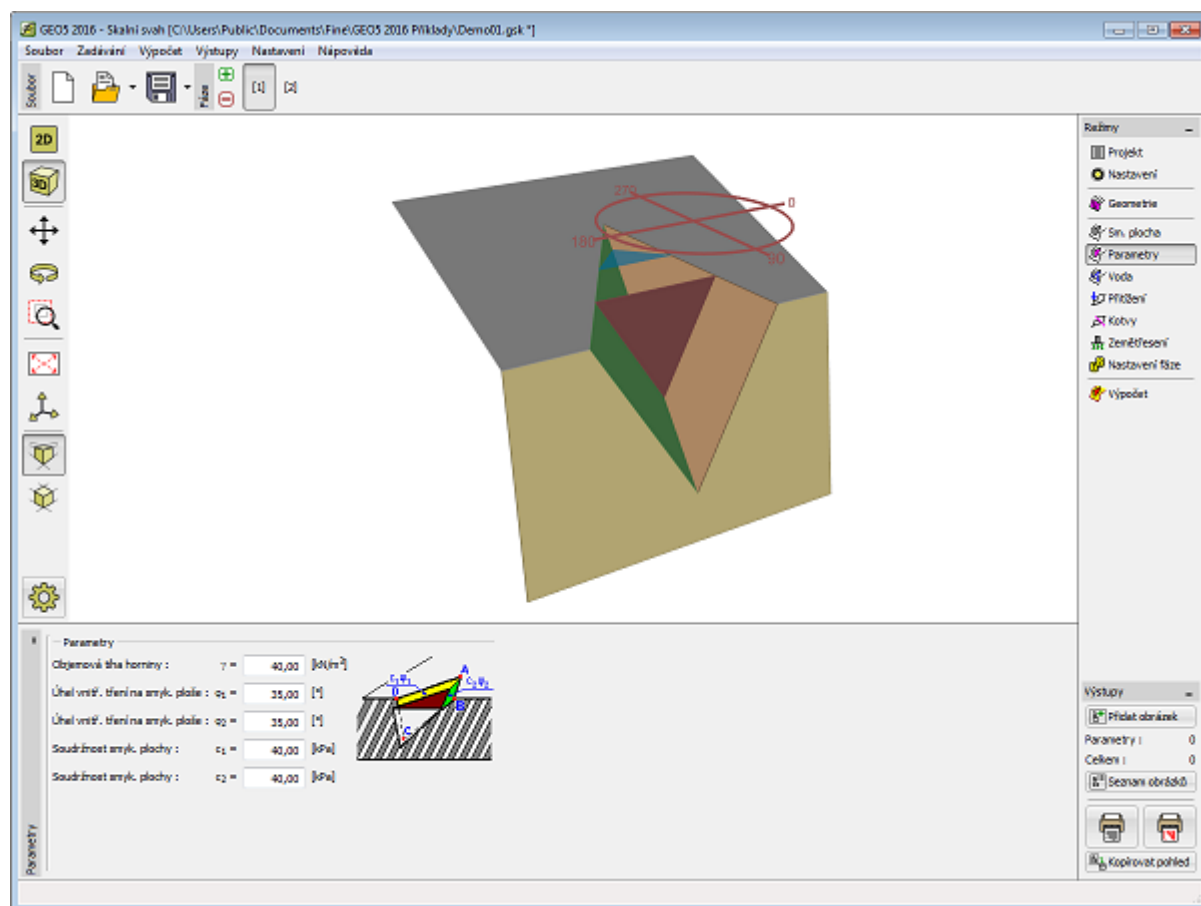 GEO5 2016 - Skalní svah [C:\Users\Public\Documents\Fine\GEO5 2016 Příklady\Demo01.gsk *]
Soubor Zadávání Výpočet Výstupy Nastavení Nápověda
Soubor
Fáze
[1] [2]
2D
3D
270
0
180
90
Režimy
Projekt
Nastavení
Geometrie
Sm. plocha
Parametry
Voda
Přitížení
Kotvy
Zemětřesení
Nastavení fáze
Výpočet
Parametry
Parametry
Objemová tíha horniny : γ = 40,00 [kN/m³]
Úhel vnitř. tření na smyk. ploše : φ₁ = 35,00 [°]
Úhel vnitř. tření na smyk. ploše : φ₂ = 35,00 [°]
Soudržnost smyk. plochy : c₁ = 40,00 [kPa]
Soudržnost smyk. plochy : c₂ = 40,00 [kPa]
A
c₁φ₁
c₂φ₂
0
B
C
Výstupy
Přidat obrázek
Parametry : 0
Celkem : 0
Seznam obrázků
Kopírovat pohled